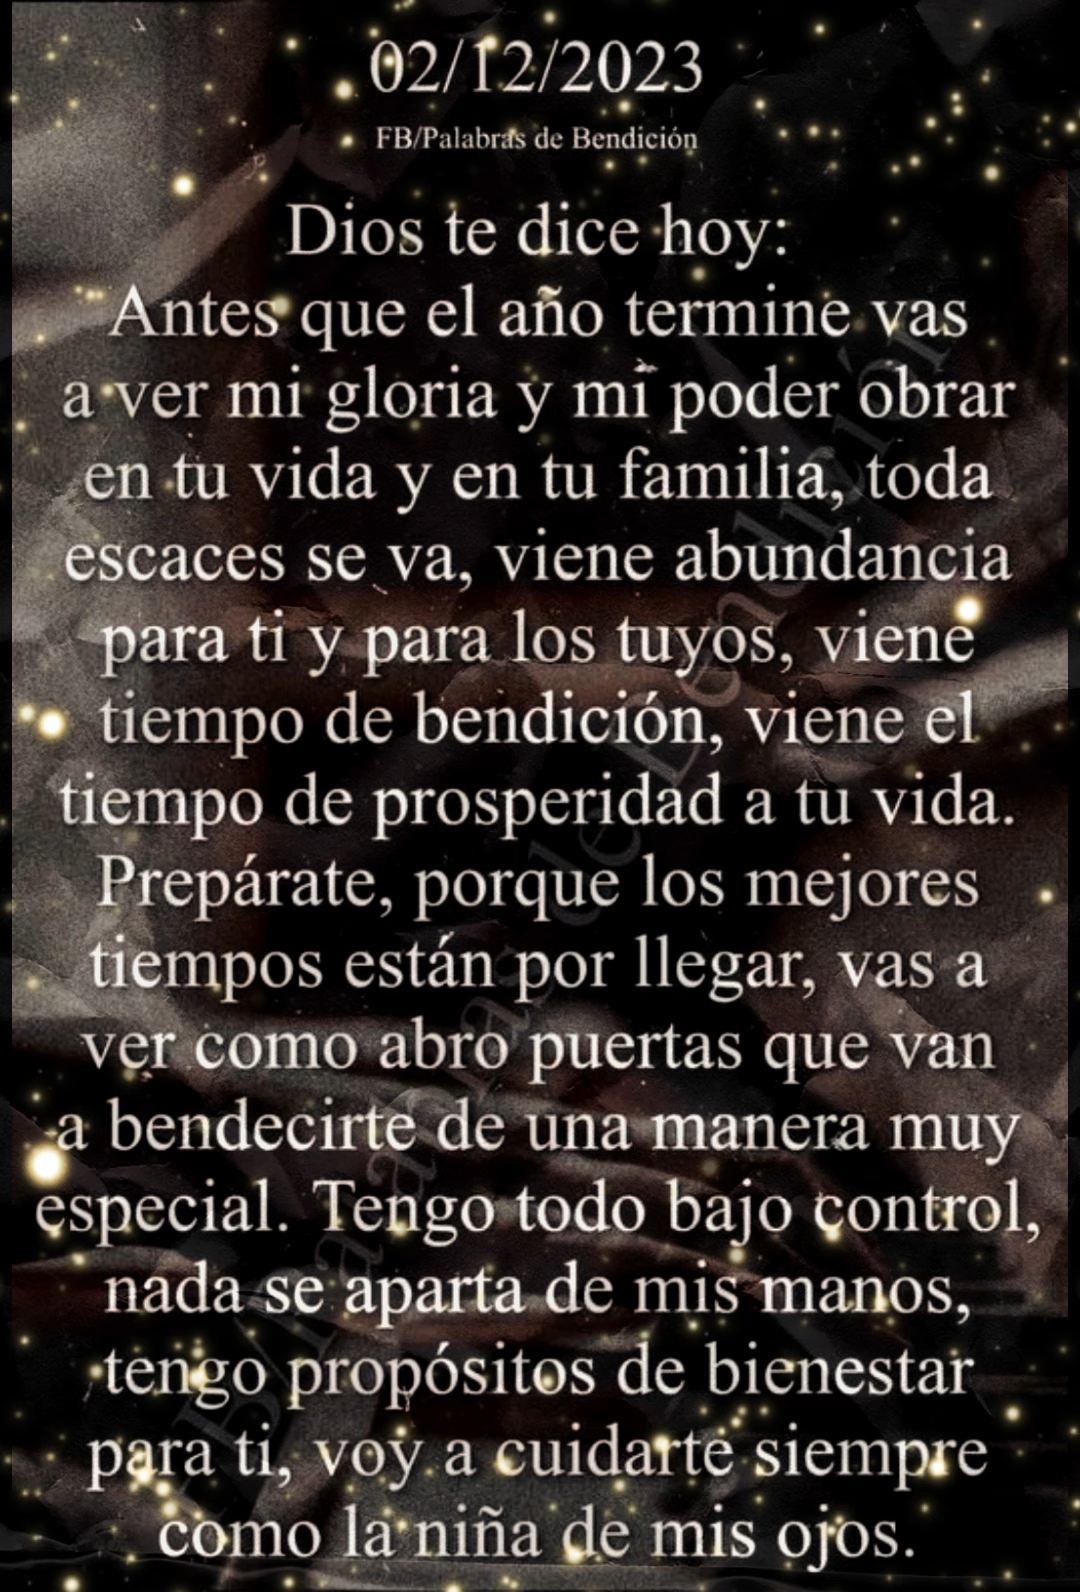 02/12/2023
FB/Palabras de Bendición
Dios te dice hoy:
Antes que el año termine vas
a ver mi gloria y mi poder obrar
en tu vida y en tu familia, toda
escaces se va, viene abundancia
para ti y para los tuyos, viene
tiempo de bendición, viene el
tiempo de prosperidad a tu vida.
Prepárate, porque los mejores
tiempos están por llegar, vas a
ver como abro puertas que van
a bendecirte de una manera muy
especial. Tengo todo bajo control,
nada se aparta de mis manos,
tengo propósitos de bienestar
para ti, voy a cuidarte siempre
como la niña de mis ojos.
FB/Palabras de Bendición